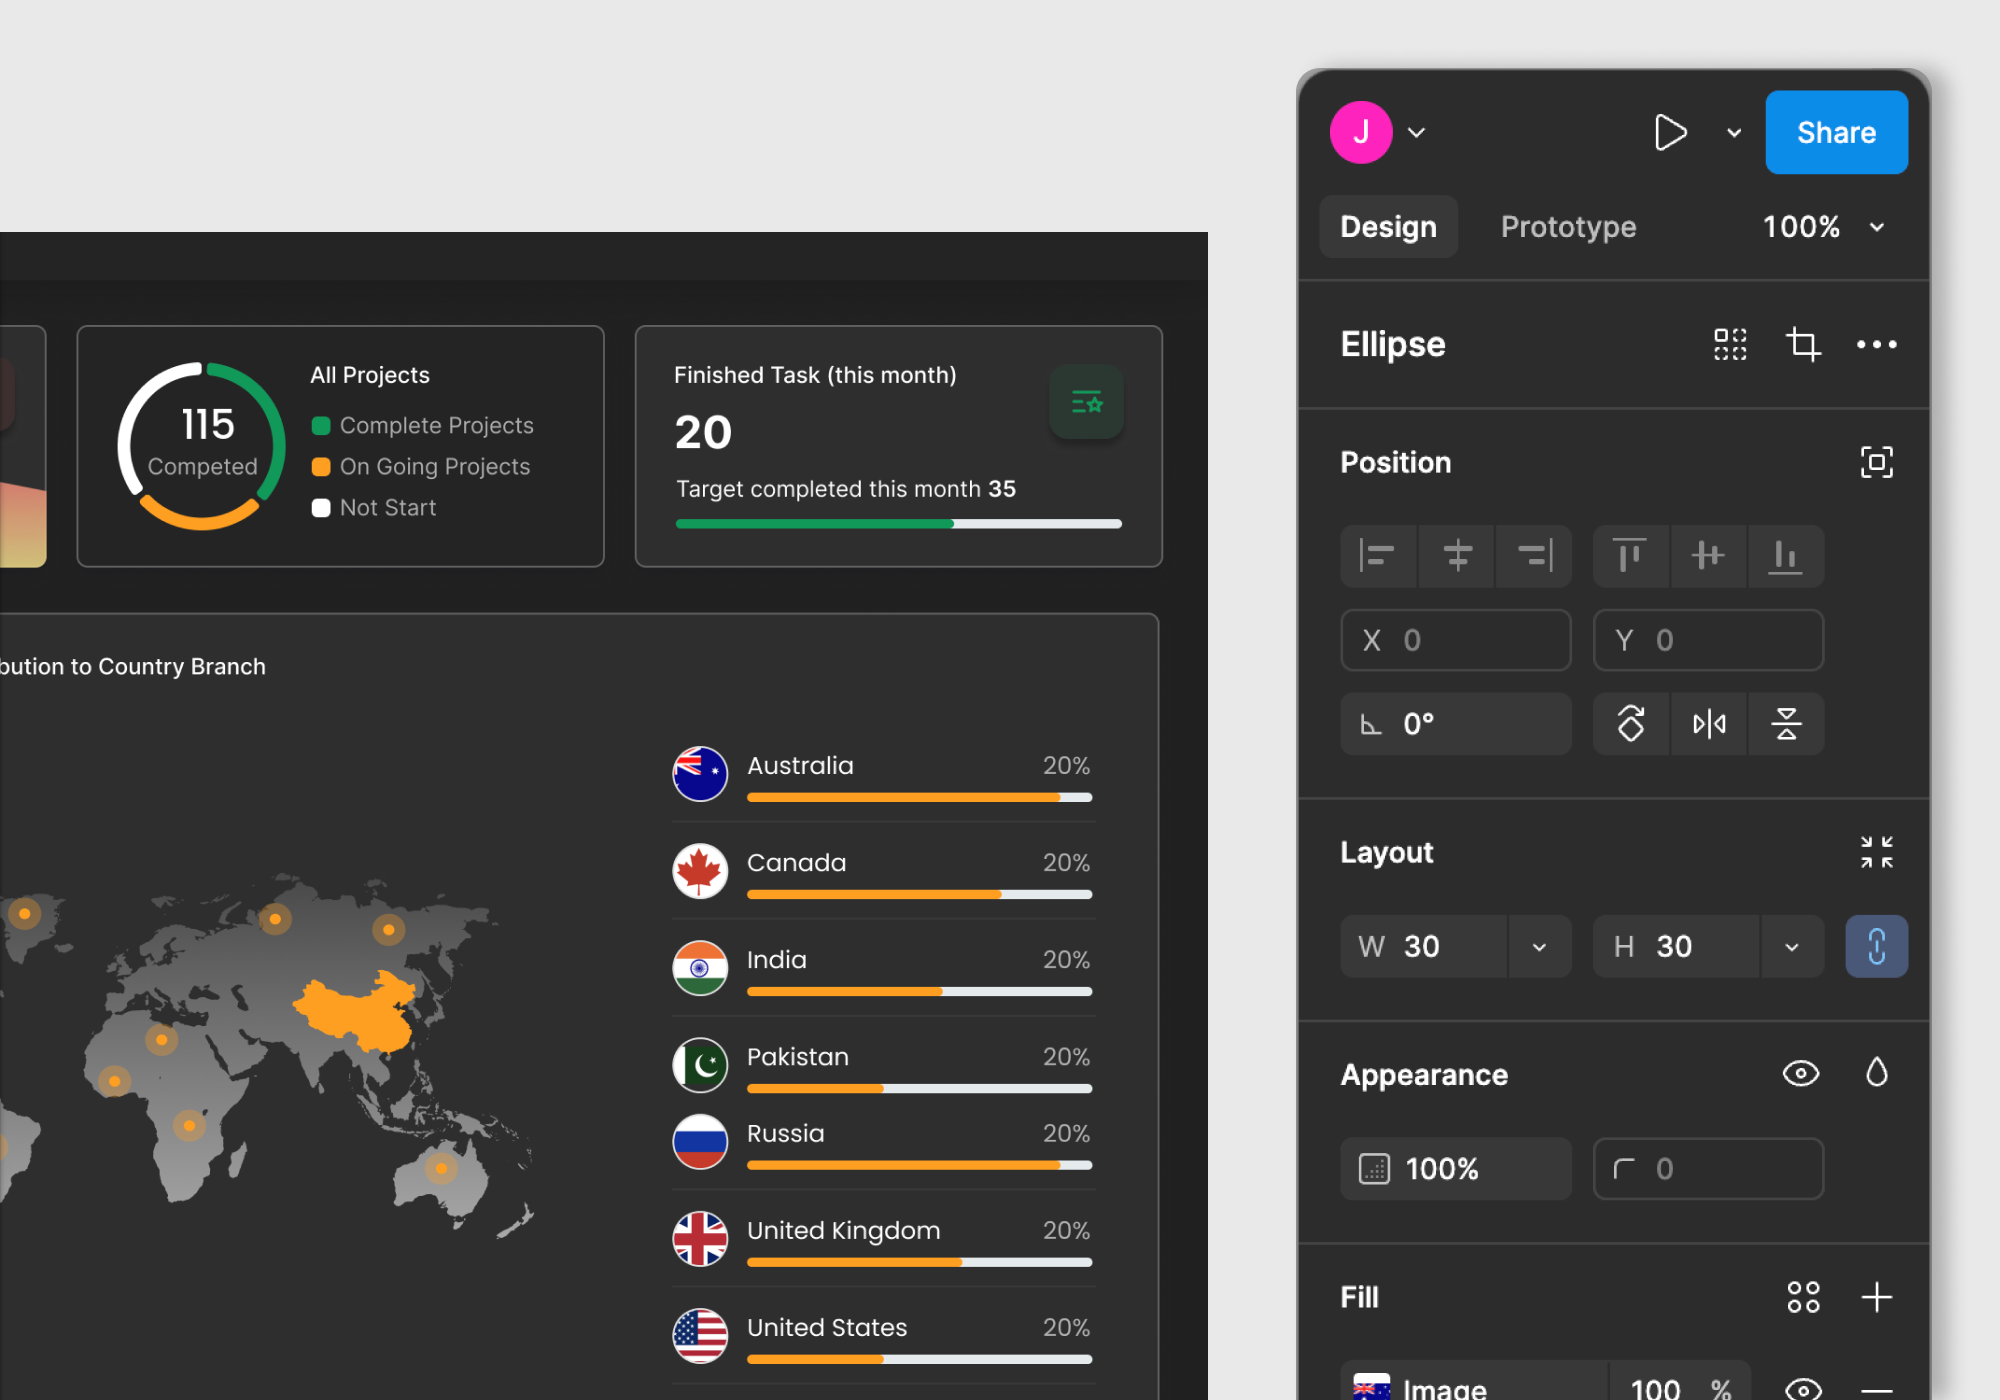 All Projects
115
Competed
Complete Projects
On Going Projects
Not Start
Finished Task (this month)
20
Target completed this month 35
bution to Country Branch
Australia 20%
Canada 20%
India 20%
Pakistan 20%
Russia 20%
United Kingdom 20%
United States 20%
J
Share
Design Prototype 100%
Ellipse
Position
X 0 Y 0
0°
Layout
W 30 H 30
Appearance
100% 0
Fill
Image 100 %